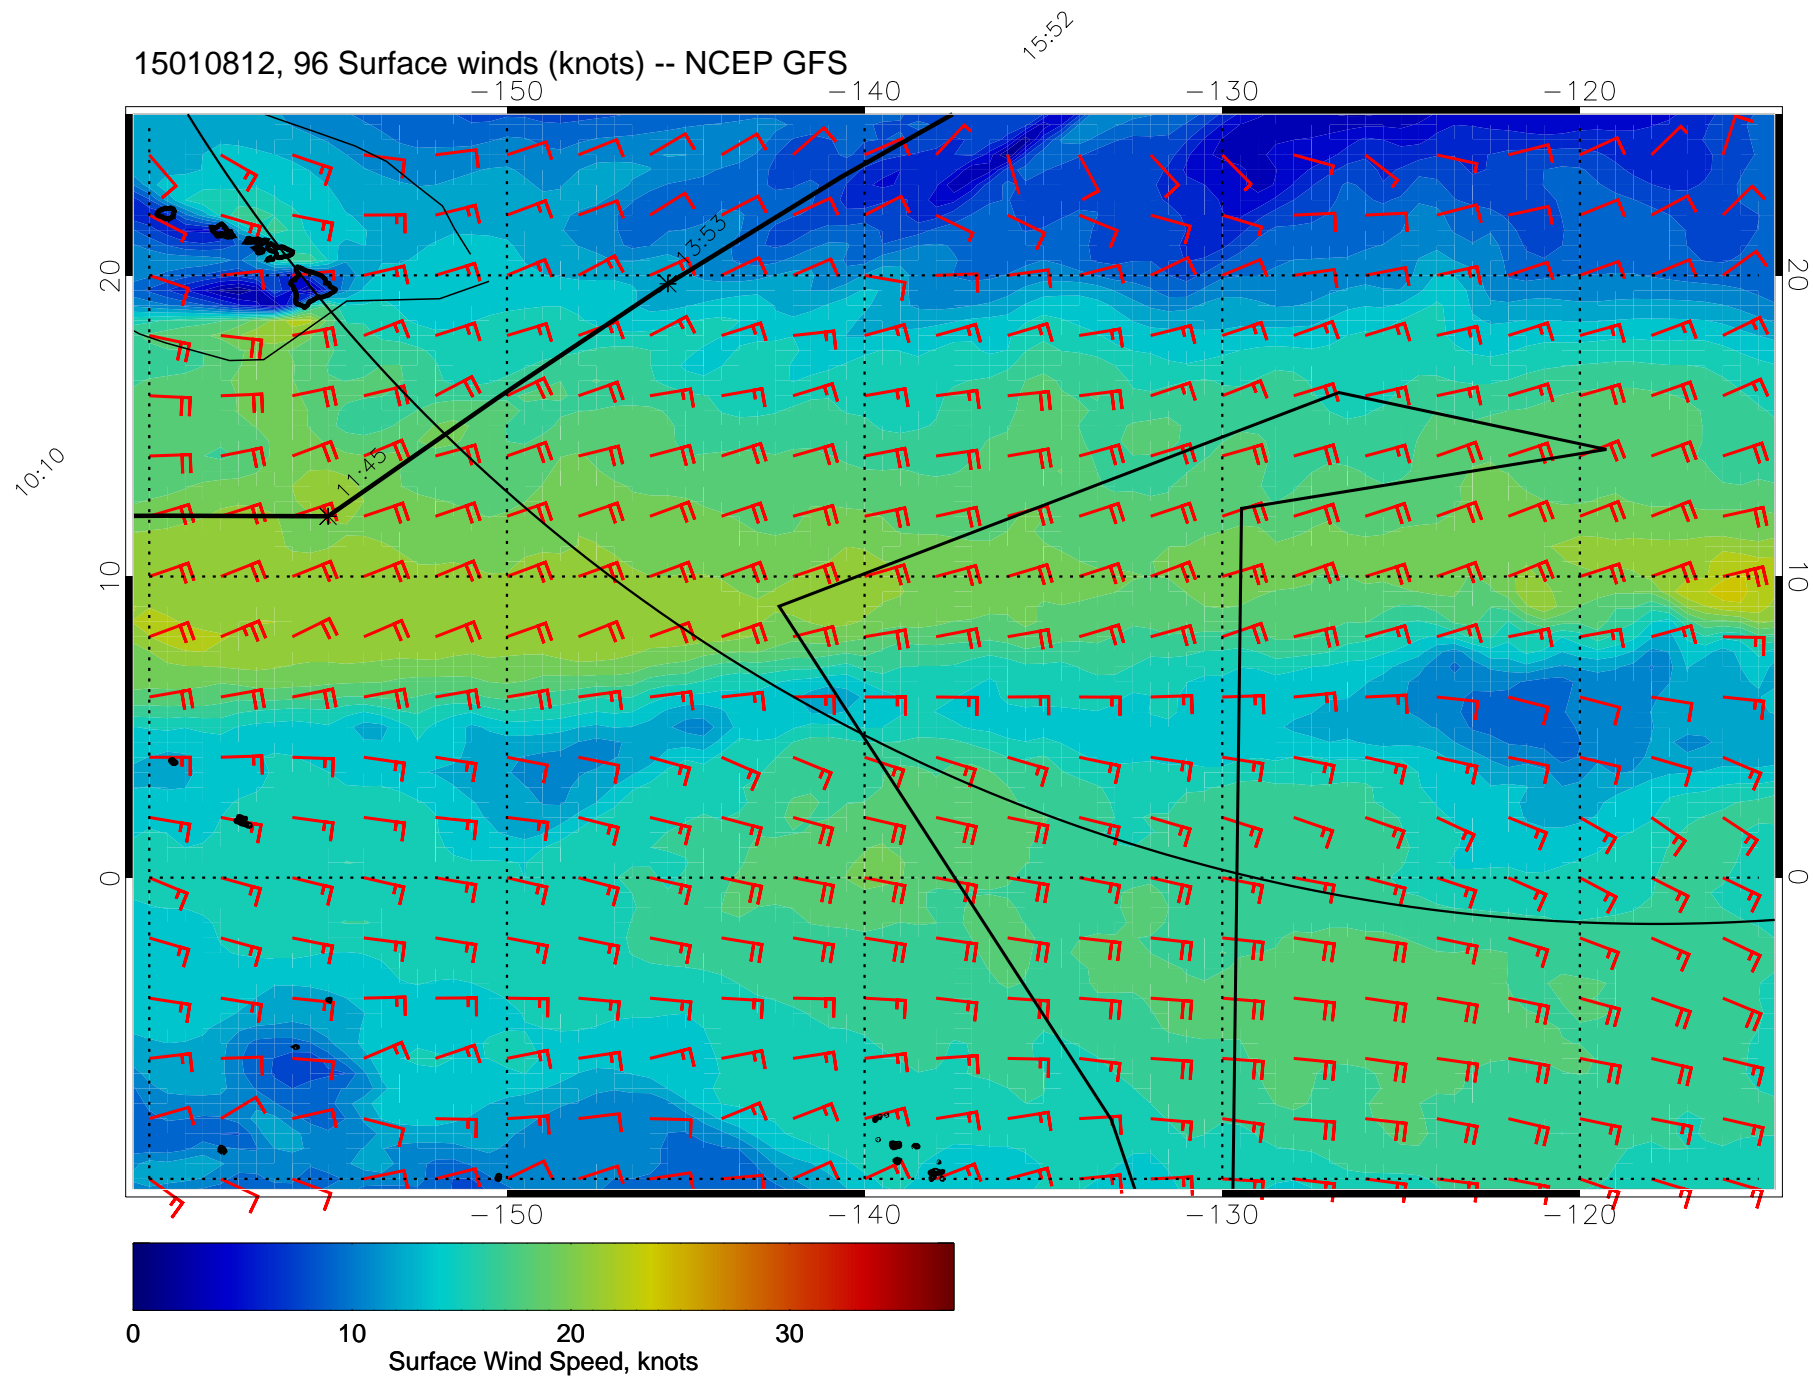 15:52
15010812, 96 Surface winds (knots) -- NCEP GFS
-150 -140 -130 -120
13:53
20 20
11:45
10:10
10 10
0 0
-150 -140 -130 -120
0 10 20 30
Surface Wind Speed, knots